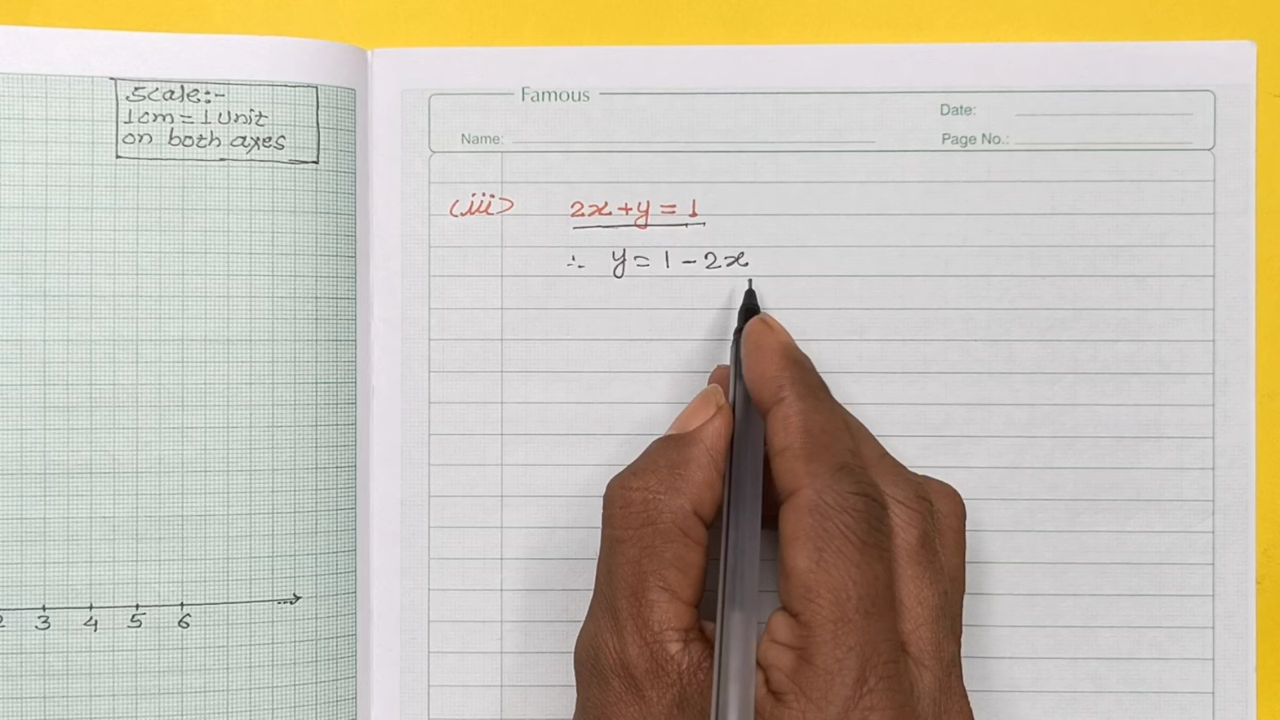 Scale:-
1cm = 1 unit
on both axes
2 3 4 5 6
Famous
Date:
Name:
Page No.:
(iii) 2x + y = 1
∴ y = 1 - 2x